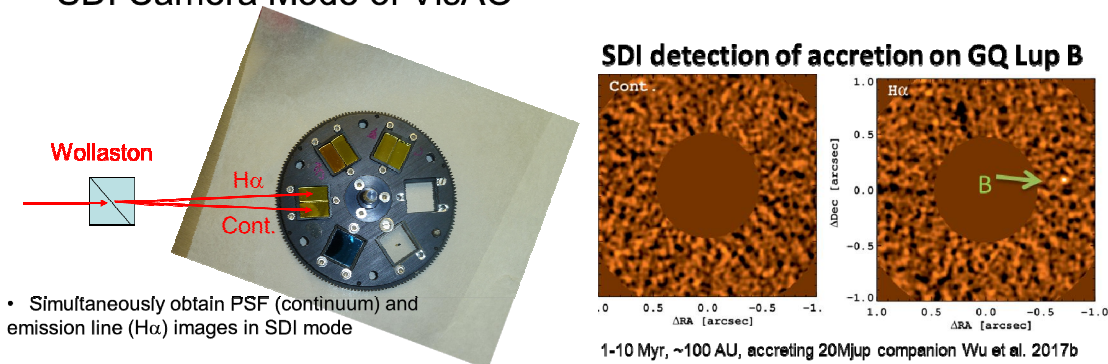 SDI Camera Mode of VisAO
Wollaston
Hα
Cont.
• Simultaneously obtain PSF (continuum) and
emission line (Hα) images in SDI mode
SDI detection of accretion on GQ Lup B
Cont.
Hα
B
1.0
0.5
0.0
-0.5
-1.0
ΔDec [arcsec]
1.0 0.5 0.0 -0.5 -1.
ΔRA [arcsec]
1.0 0.5 0.0 -0.5 -1.0
ΔRA [arcsec]
1-10 Myr, ~100 AU, accreting 20Mjup companion Wu et al. 2017b